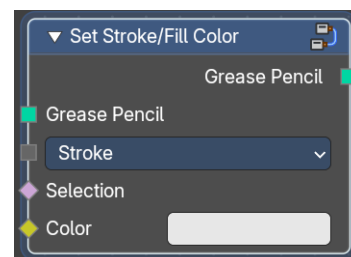 Set Stroke/Fill Color
Grease Pencil
Grease Pencil
Stroke
Selection
Color